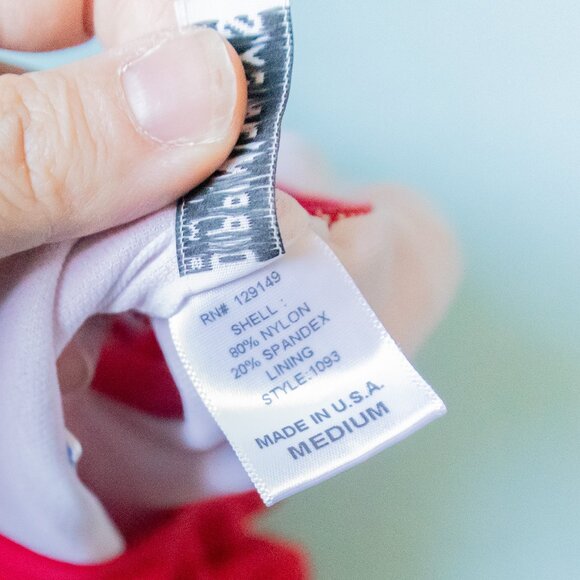 RN# 129149
SHELL:
80% NYLON
20% SPANDEX
LINING
STYLE:1093
MADE IN U.S.A.
MEDIUM